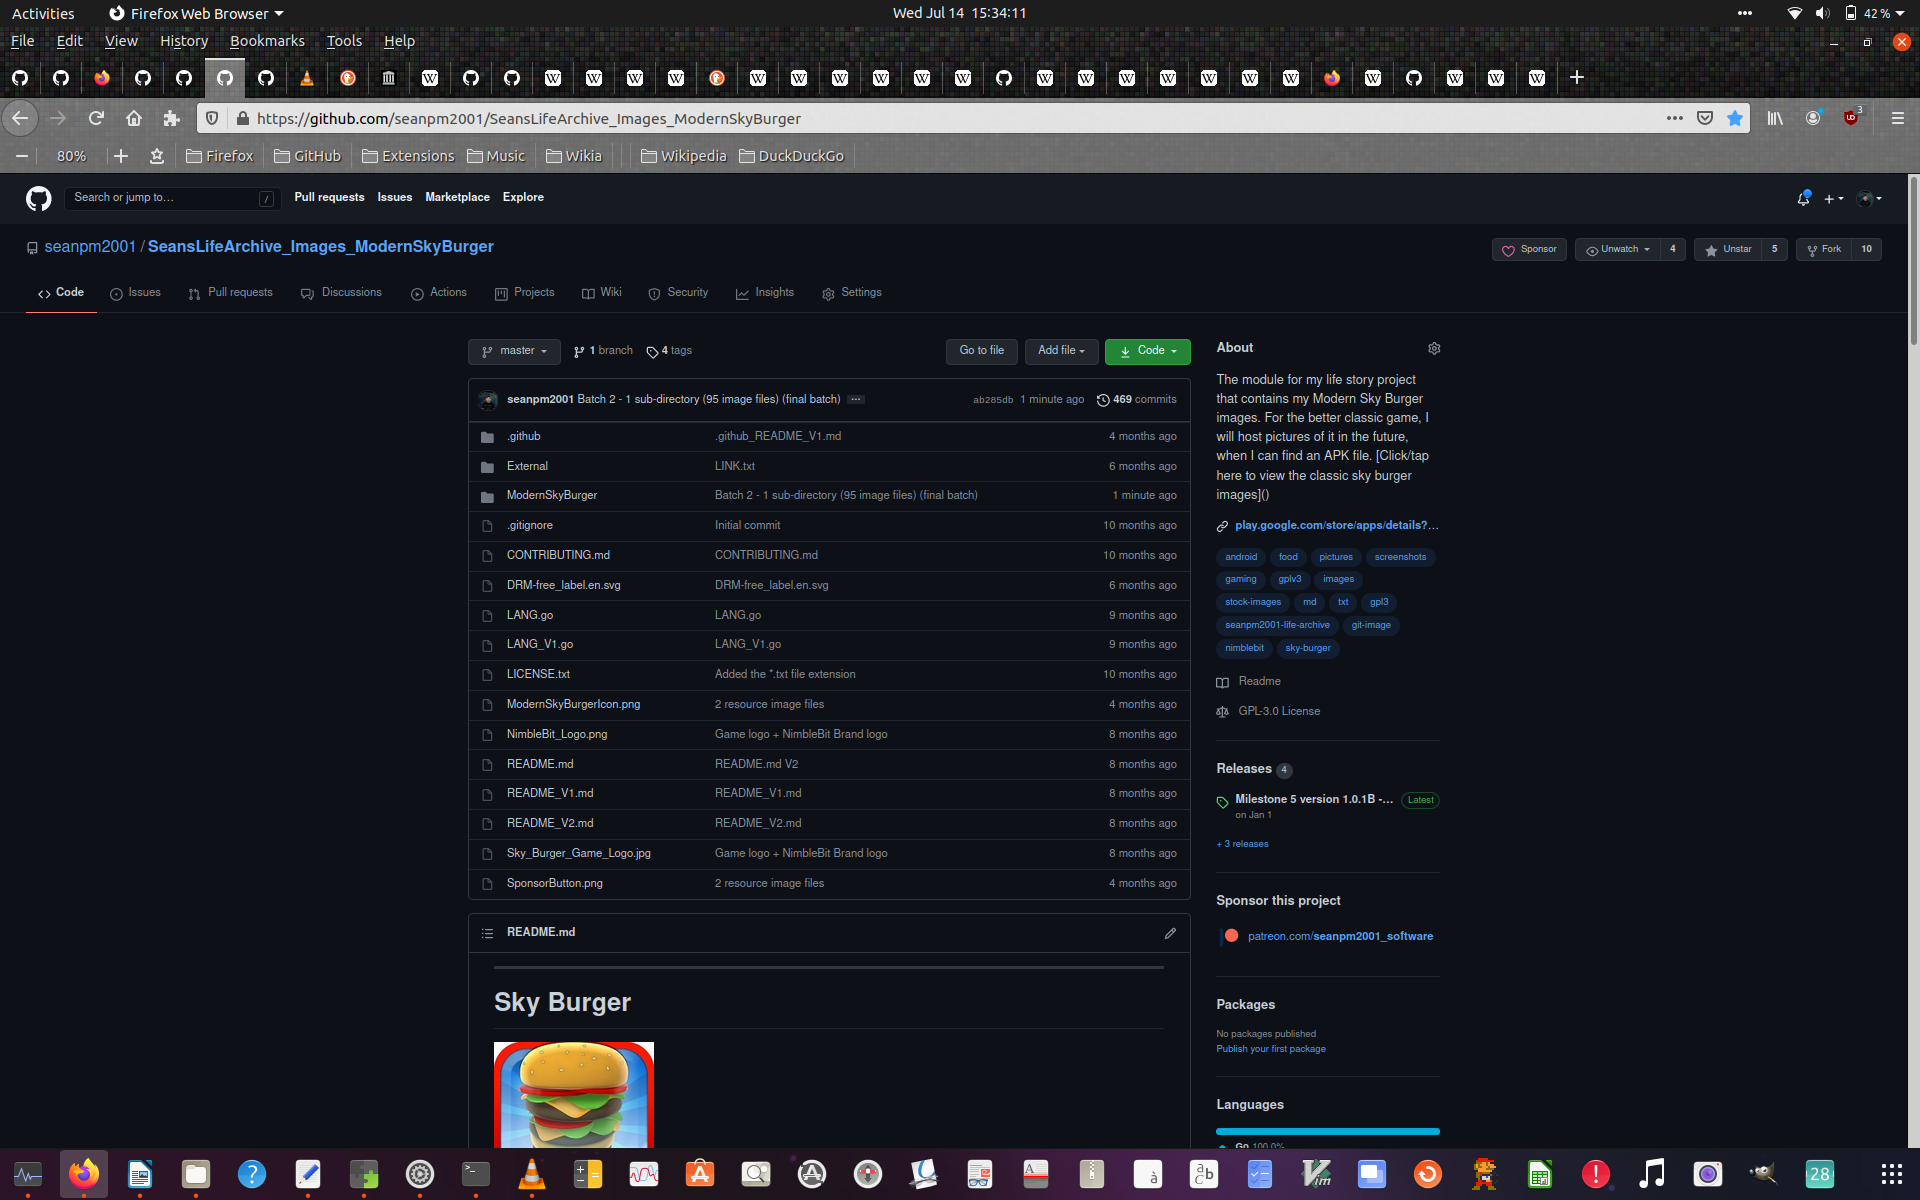 Activities Firefox Web Browser Wed Jul 14 15:34:11 42 %
File Edit View History Bookmarks Tools Help
https://github.com/seanpm2001/SeansLifeArchive_Images_ModernSkyBurger 3
80% Firefox GitHub Extensions Music Wikia Wikipedia DuckDuckGo
Search or jump to… / Pull requests Issues Marketplace Explore
seanpm2001 / SeansLifeArchive_Images_ModernSkyBurger Sponsor Unwatch 4 Unstar 5 Fork 10
Code Issues Pull requests Discussions Actions Projects Wiki Security Insights Settings
master 1 branch 4 tags Go to file Add file Code
seanpm2001 Batch 2 - 1 sub-directory (95 image files) (final batch) ... ab285db 1 minute ago 469 commits
.github .github_README_V1.md 4 months ago
External LINK.txt 6 months ago
ModernSkyBurger Batch 2 - 1 sub-directory (95 image files) (final batch) 1 minute ago
.gitignore Initial commit 10 months ago
CONTRIBUTING.md CONTRIBUTING.md 10 months ago
DRM-free_label.en.svg DRM-free_label.en.svg 6 months ago
LANG.go LANG.go 9 months ago
LANG_V1.go LANG_V1.go 9 months ago
LICENSE.txt Added the *.txt file extension 10 months ago
ModernSkyBurgerIcon.png 2 resource image files 4 months ago
NimbleBit_Logo.png Game logo + NimbleBit Brand logo 8 months ago
README.md README.md V2 8 months ago
README_V1.md README_V1.md 8 months ago
README_V2.md README_V2.md 8 months ago
Sky_Burger_Game_Logo.jpg Game logo + NimbleBit Brand logo 8 months ago
SponsorButton.png 2 resource image files 4 months ago
README.md
Sky Burger
About
The module for my life story project
that contains my Modern Sky Burger
images. For the better classic game, I
will host pictures of it in the future,
when I can find an APK file. [Click/tap
here to view the classic sky burger
images]()
play.google.com/store/apps/details?…
android food pictures screenshots
gaming gplv3 images
stock-images md txt gpl3
seanpm2001-life-archive git-image
nimblebit sky-burger
Readme
GPL-3.0 License
Releases 4
Milestone 5 version 1.0.1B -… Latest
on Jan 1
+ 3 releases
Sponsor this project
patreon.com/seanpm2001_software
Packages
No packages published
Publish your first package
Languages
Go 100.0%
28